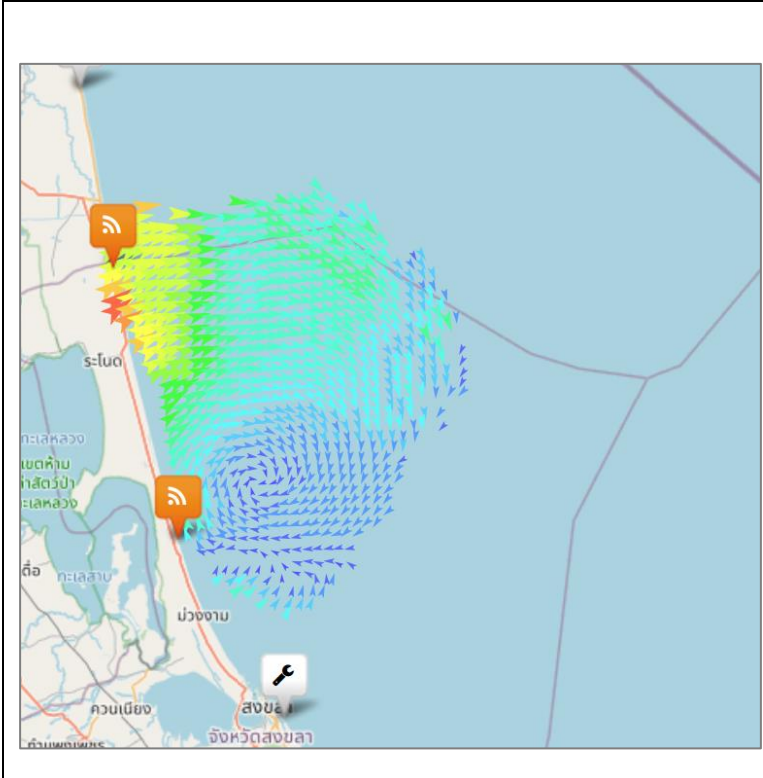 ระโนด
ทะเลหลวง
เขตห้าม
ล่าสัตว์ป่า
ทะเลหลวง
ทะเลสาบ
ม่วงงาม
ควนเนียง
สงขลา
จังหวัดสงขลา